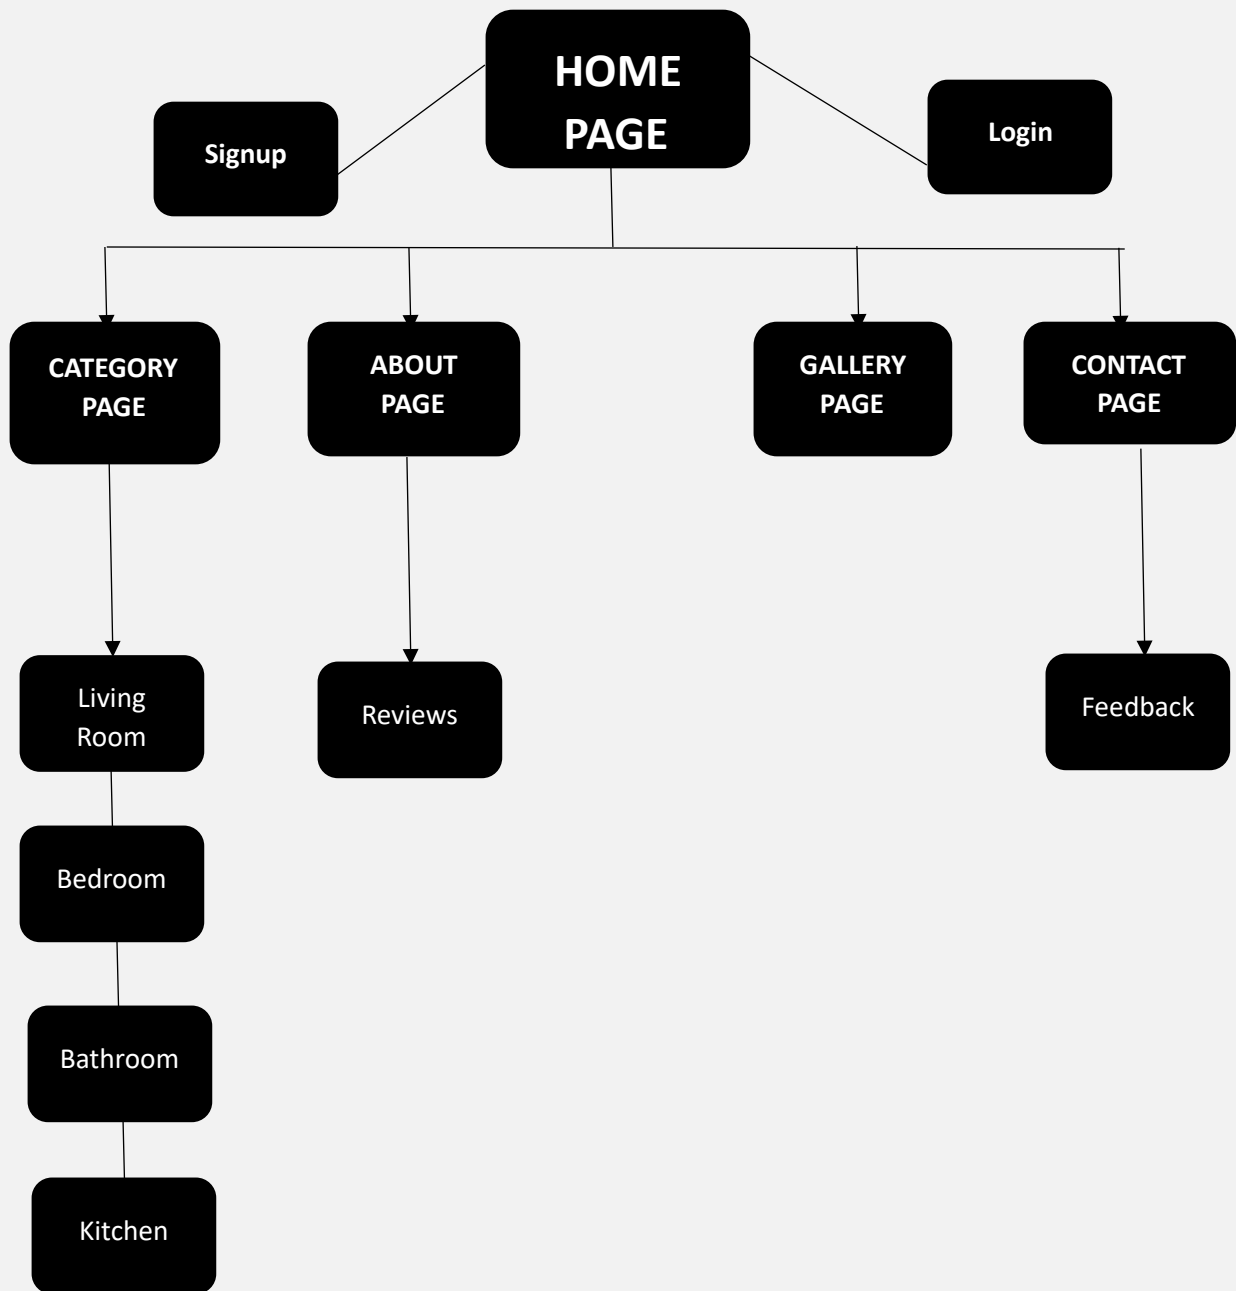 HOME
PAGE
Signup
Login
CATEGORY
PAGE
ABOUT
PAGE
GALLERY
PAGE
CONTACT
PAGE
Living
Room
Reviews
Feedback
Bedroom
Bathroom
Kitchen